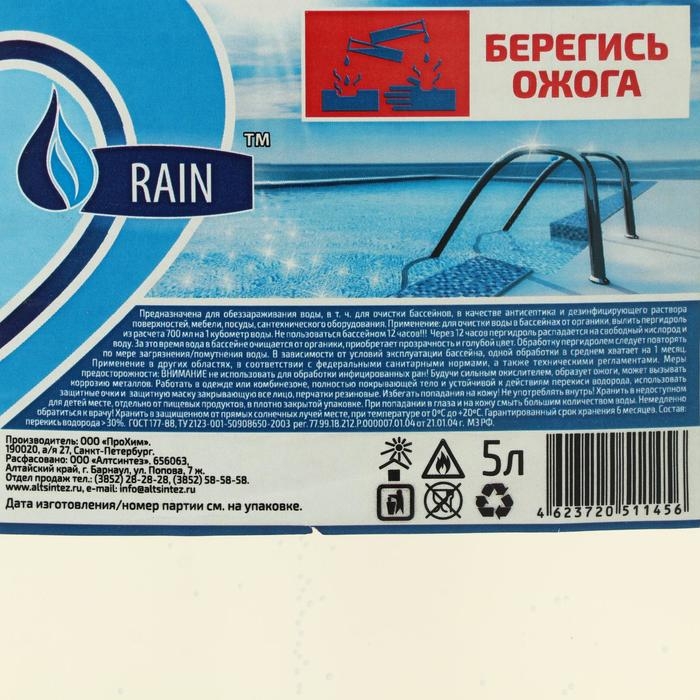 БЕРЕГИСЬ
ОЖОГА
TM
RAIN
Предназначена для обеззараживания воды, в т. ч. для очистки бассейнов, в качестве антисептика и дезинфицирующего раствора
поверхностей, мебели, посуды, сантехнического оборудования. Применение: для очистки воды в бассейнах от органики, вылить пергидроль
из расчета 700 мл на 1 кубометр воды. Не пользоваться бассейном 12 часов!!! Через 12 часов пергидроль распадается на свободный кислород и
воду. За это время вода в бассейне очищается от органики, приобретает прозрачность и голубой цвет. Обработку пергидролем следует повторять
по мере загрязнения/помутнения воды. В зависимости от условий эксплуатации бассейна, одной обработки в среднем хватает на 1 месяц.
Применение в других областях, в соответствии с федеральными санитарными нормами, а также техническими регламентами. Меры
предосторожности: ВНИМАНИЕ не использовать для обработки инфицированных ран! Будучи сильным окислителем, образует ожоги, может вызывать
коррозию металлов. Работать в одежде или комбинезоне, полностью покрывающей тело и устойчивой к действиям перекиси водорода, использовать
защитные очки и защитную маску закрывающую все лицо, перчатки резиновые. Избегать попадания на кожу! Не употреблять внутрь! Хранить в недоступном
для детей месте, отдельно от пищевых продуктов, в плотно закрытой упаковке. При попадании в глаза и на кожу смыть большим количеством воды. Немедленно
обратиться к врачу! Хранить в защищенном от прямых солнечных лучей месте, при температуре от 0ºС до +20ºС. Гарантированный срок хранения 6 месяцев. Состав:
перекись водорода > 30%. ГОСТ 177-88, ТУ 2123-001-50908650-2003 рег. 77.99.18.212.Р.000007.01.04 от 21.01.04 г. МЗ РФ.
Производитель: ООО «ПроХим».
190020, а/я 27, Санкт-Петербург.
Расфасовано: ООО «Алтсинтез». 656063,
Алтайский край, г. Барнаул, ул. Попова, 7 ж.
Отдел продаж тел.: (3852) 28-28-28, (3852) 58-58-58.
www.altsintez.ru, e-mail: info@altsintez.ru
Дата изготовления/номер партии см. на упаковке.
5л
4 623720 511456